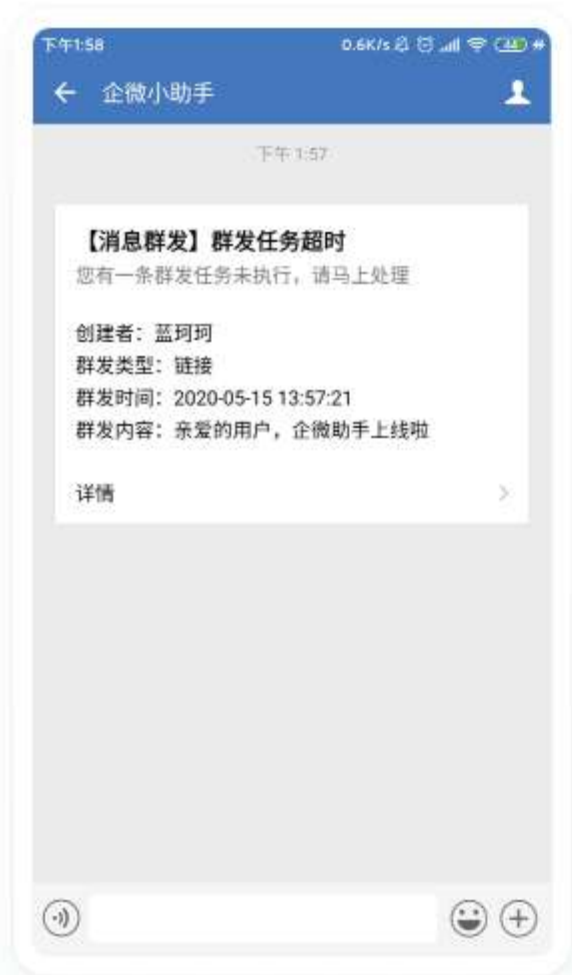 下午1:58
0.6K/s
企微小助手
下午 1:57
【消息群发】群发任务超时
您有一条群发任务未执行，请马上处理
创建者：蓝珂珂
群发类型：链接
群发时间：2020-05-15 13:57:21
群发内容：亲爱的用户，企微助手上线啦
详情